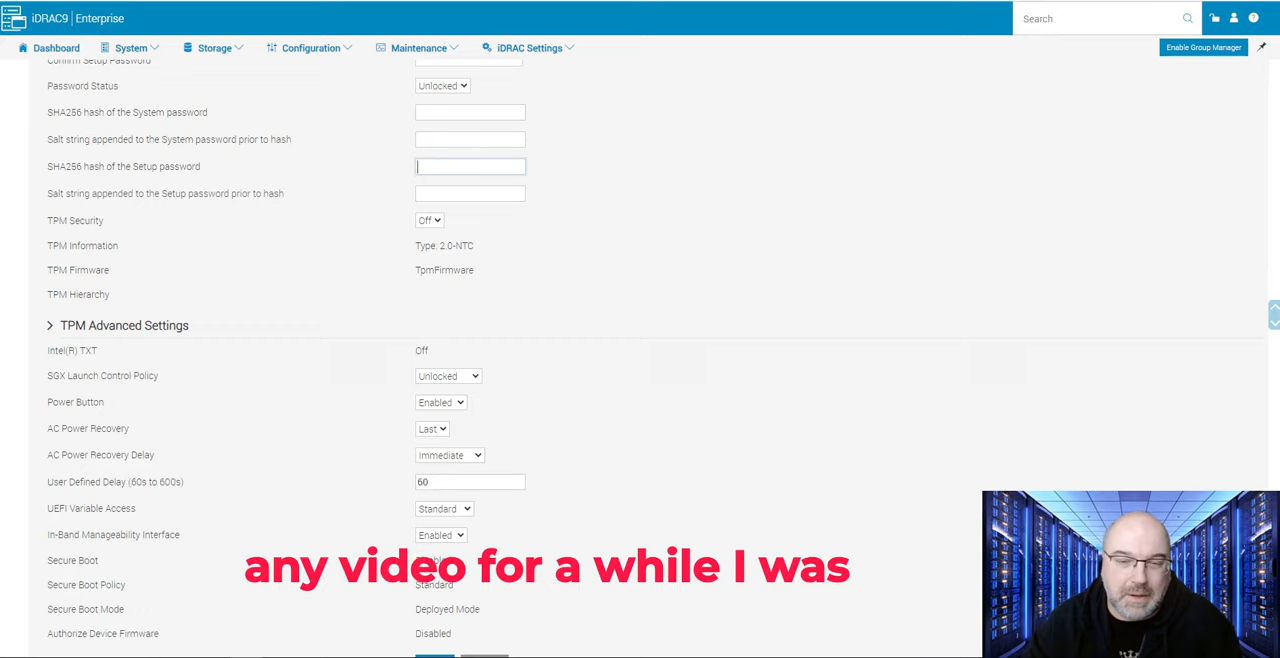 iDRAC9 | Enterprise
Search
Dashboard System Storage Configuration Maintenance iDRAC Settings
Enable Group Manager
Confirm Setup Password
Password Status Unlocked
SHA256 hash of the System password
Salt string appended to the System password prior to hash
SHA256 hash of the Setup password
Salt string appended to the Setup password prior to hash
TPM Security Off
TPM Information Type: 2.0-NTC
TPM Firmware TpmFirmware
TPM Hierarchy
TPM Advanced Settings
Intel(R) TXT Off
SGX Launch Control Policy Unlocked
Power Button Enabled
AC Power Recovery Last
AC Power Recovery Delay Immediate
User Defined Delay (60s to 600s) 60
UEFI Variable Access Standard
In-Band Manageability Interface Enabled
Secure Boot
any video for a while I was
Secure Boot Policy Standard
Secure Boot Mode Deployed Mode
Authorize Device Firmware Disabled